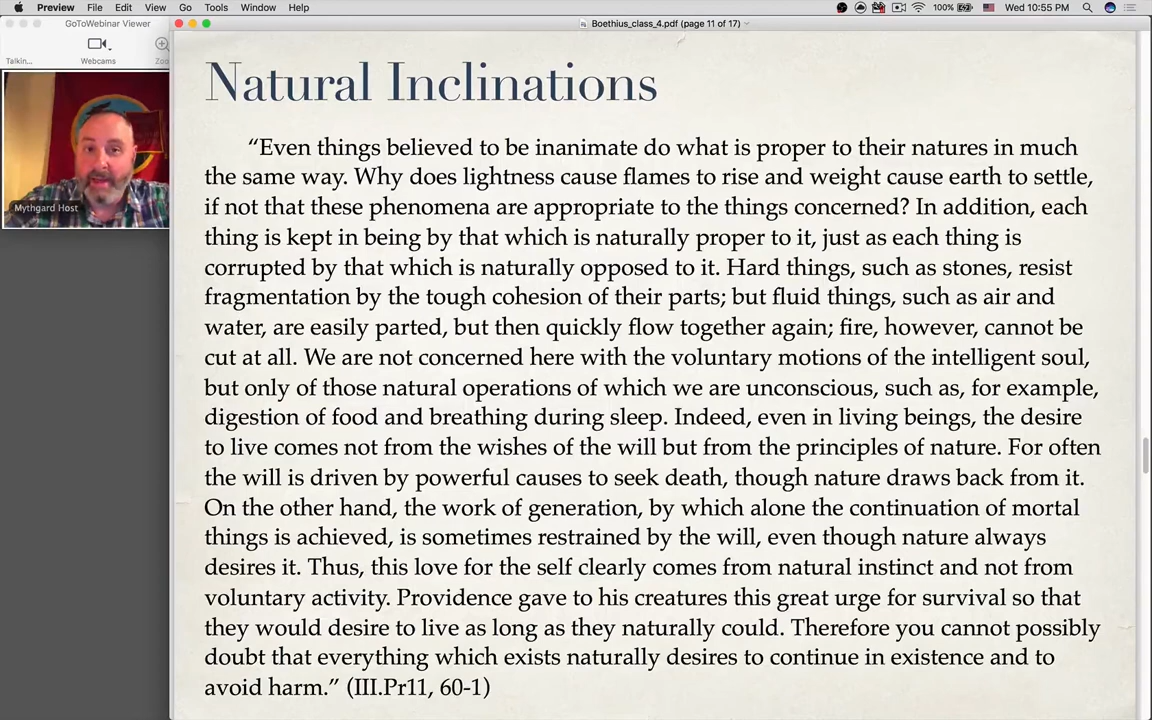 Preview File Edit View Go Tools Window Help 100% Wed 10:55 PM
GoToWebinar Viewer
Boethius_class_4.pdf (page 11 of 17)
Talkin... Webcams Zoo
Mythgard Host
Natural Inclinations
“Even things believed to be inanimate do what is proper to their natures in much
the same way. Why does lightness cause flames to rise and weight cause earth to settle,
if not that these phenomena are appropriate to the things concerned? In addition, each
thing is kept in being by that which is naturally proper to it, just as each thing is
corrupted by that which is naturally opposed to it. Hard things, such as stones, resist
fragmentation by the tough cohesion of their parts; but fluid things, such as air and
water, are easily parted, but then quickly flow together again; fire, however, cannot be
cut at all. We are not concerned here with the voluntary motions of the intelligent soul,
but only of those natural operations of which we are unconscious, such as, for example,
digestion of food and breathing during sleep. Indeed, even in living beings, the desire
to live comes not from the wishes of the will but from the principles of nature. For often
the will is driven by powerful causes to seek death, though nature draws back from it.
On the other hand, the work of generation, by which alone the continuation of mortal
things is achieved, is sometimes restrained by the will, even though nature always
desires it. Thus, this love for the self clearly comes from natural instinct and not from
voluntary activity. Providence gave to his creatures this great urge for survival so that
they would desire to live as long as they naturally could. Therefore you cannot possibly
doubt that everything which exists naturally desires to continue in existence and to
avoid harm.” (III.Pr11, 60-1)